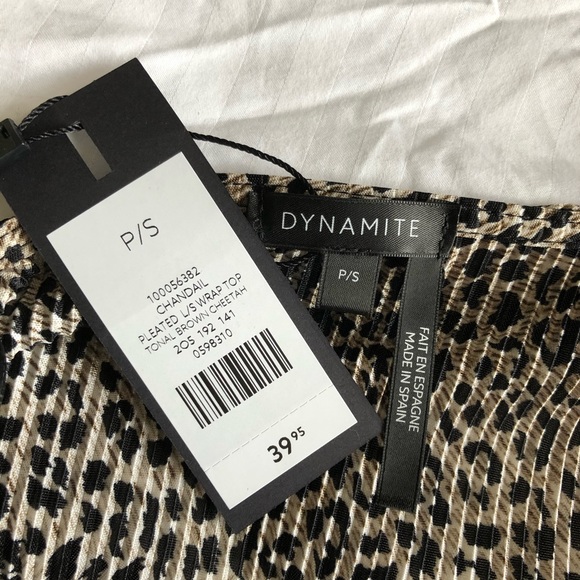 P/S
100056382
CHANDAIL
PLEATED L/S WRAP TOP
TONAL BROWN CHEETAH
205 192 141
0598310
39.95
DYNAMITE
P/S
FAIT EN ESPAGNE
MADE IN SPAIN